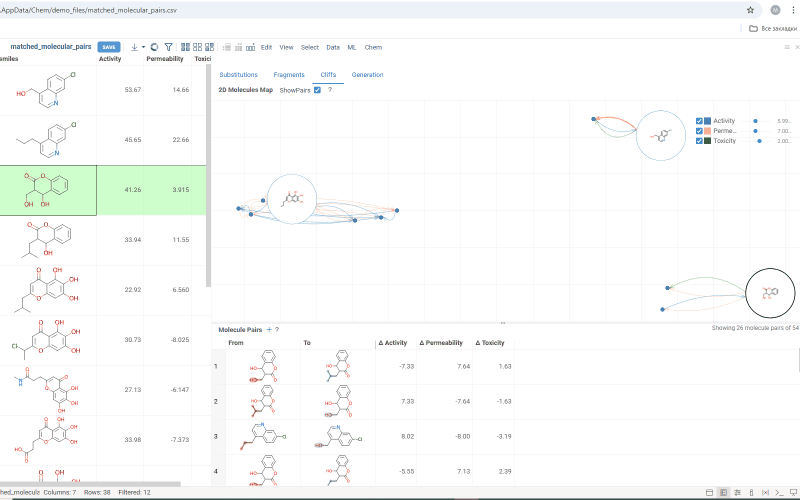 AppData/Chem/demo_files/matched_molecular_pairs.csv
M
Все закладки
matched_molecular_pairs
SAVE
Edit View Select Data ML Chem
smiles Activity Permeability Toxici
53.67 14.66
45.65 22.66
41.26 3.915
33.94 11.55
22.92 6.560
30.73 -8.025
27.13 -6.147
33.98 -7.373
Substitutions Fragments Cliffs Generation
2D Molecules Map ShowPairs ?
Activity 5.99...
Perme... 7.00...
Toxicity 2.00...
Showing 26 molecule pairs of 54
Molecule Pairs + ?
From To Δ Activity Δ Permeability Δ Toxicity
1 -7.33 7.64 1.63
2 7.33 -7.64 -1.63
3 8.02 -8.00 -3.19
4 -5.55 7.13 2.39
hed_molecula Columns: 7 Rows: 38 Filtered: 12